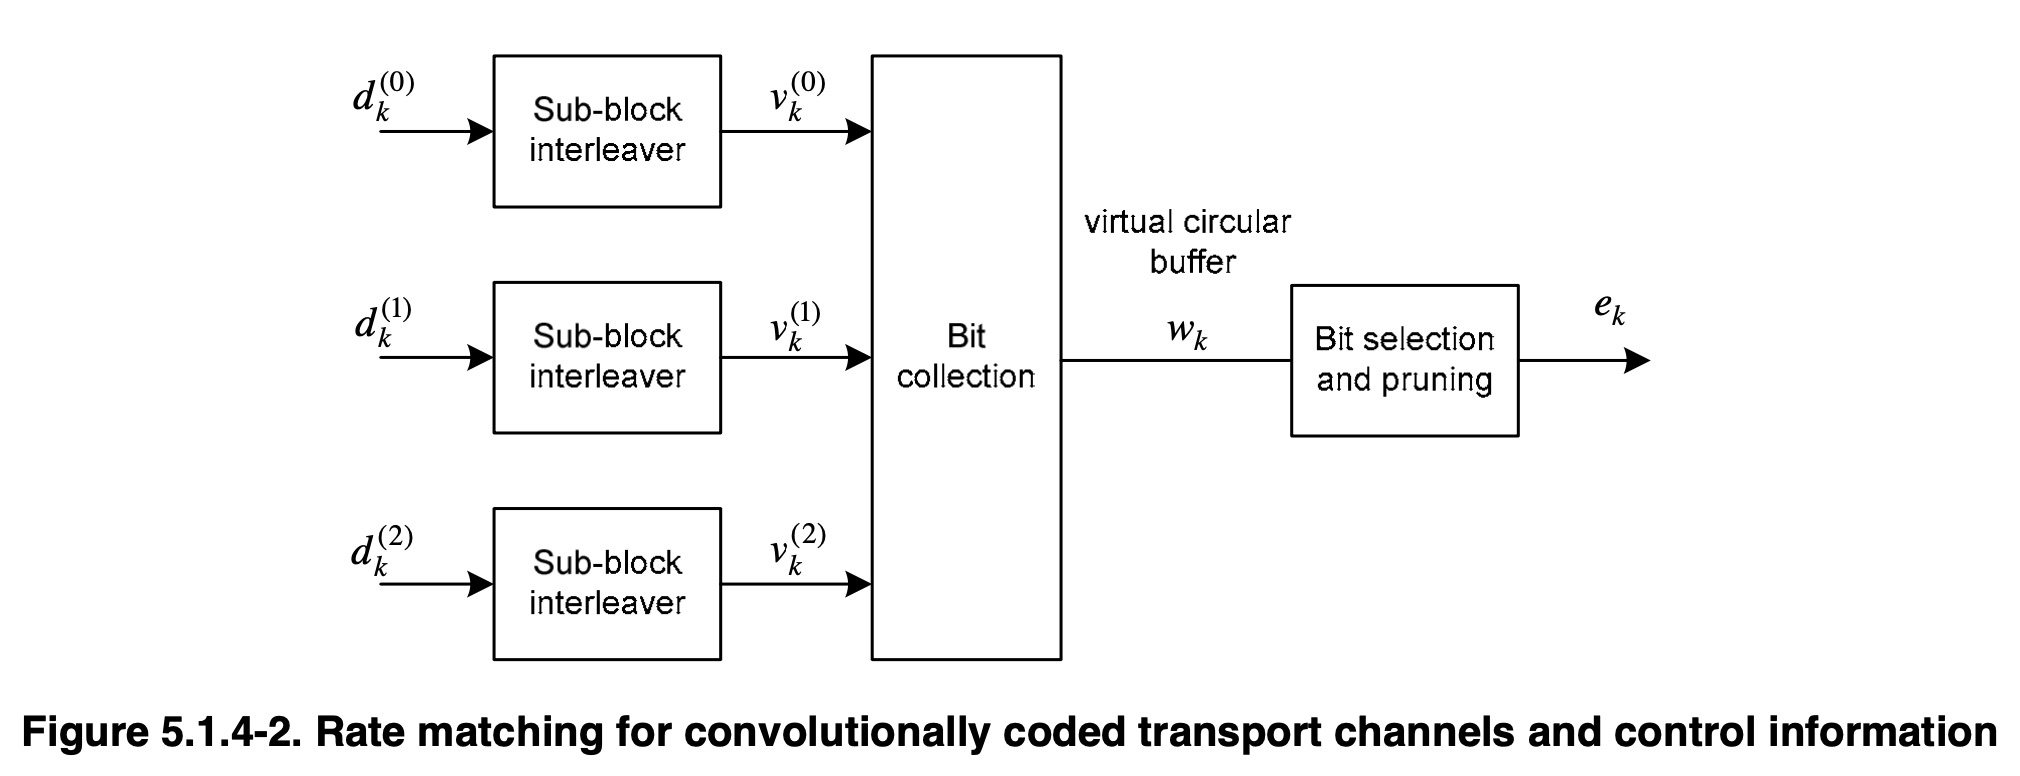 d_k^(0)
Sub-block
interleaver
v_k^(0)
d_k^(1)
Sub-block
interleaver
v_k^(1)
d_k^(2)
Sub-block
interleaver
v_k^(2)
Bit
collection
virtual circular
buffer
w_k
Bit selection
and pruning
e_k
Figure 5.1.4-2. Rate matching for convolutionally coded transport channels and control information